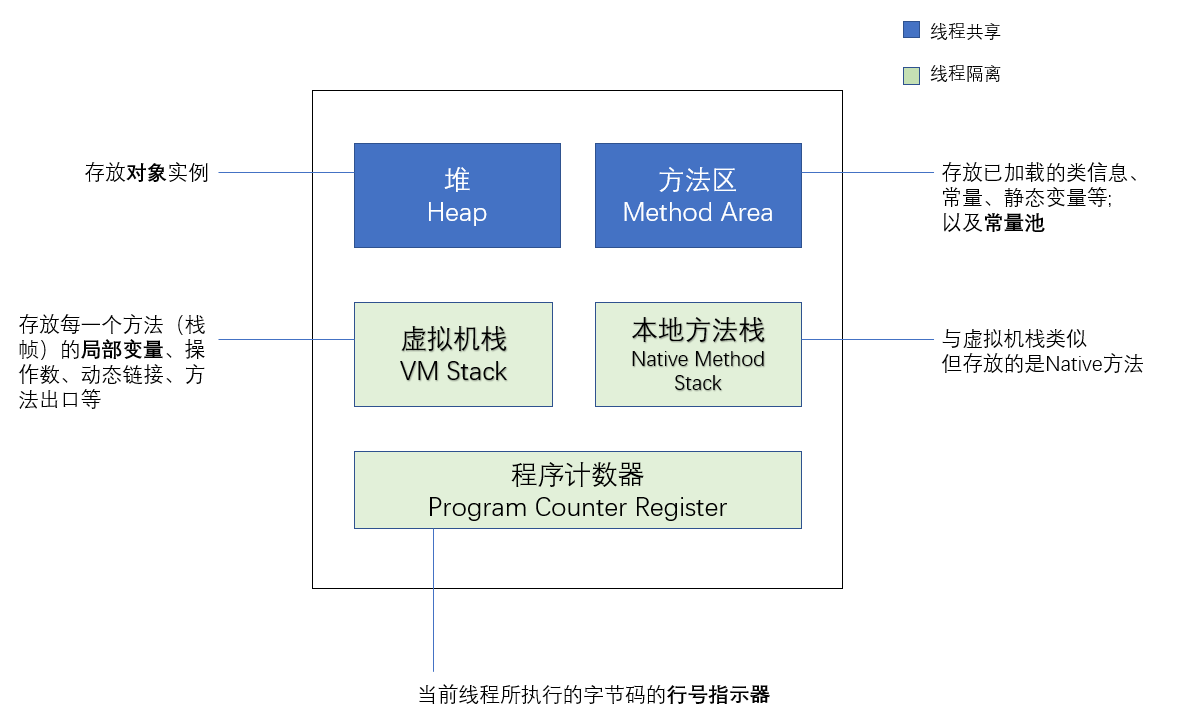 线程共享
线程隔离
存放对象实例
堆
Heap
方法区
Method Area
存放已加载的类信息、
常量、静态变量等;
以及常量池
存放每一个方法（栈
帧）的局部变量、操
作数、动态链接、方
法出口等
虚拟机栈
VM Stack
本地方法栈
Native Method
Stack
与虚拟机栈类似
但存放的是Native方法
程序计数器
Program Counter Register
当前线程所执行的字节码的行号指示器